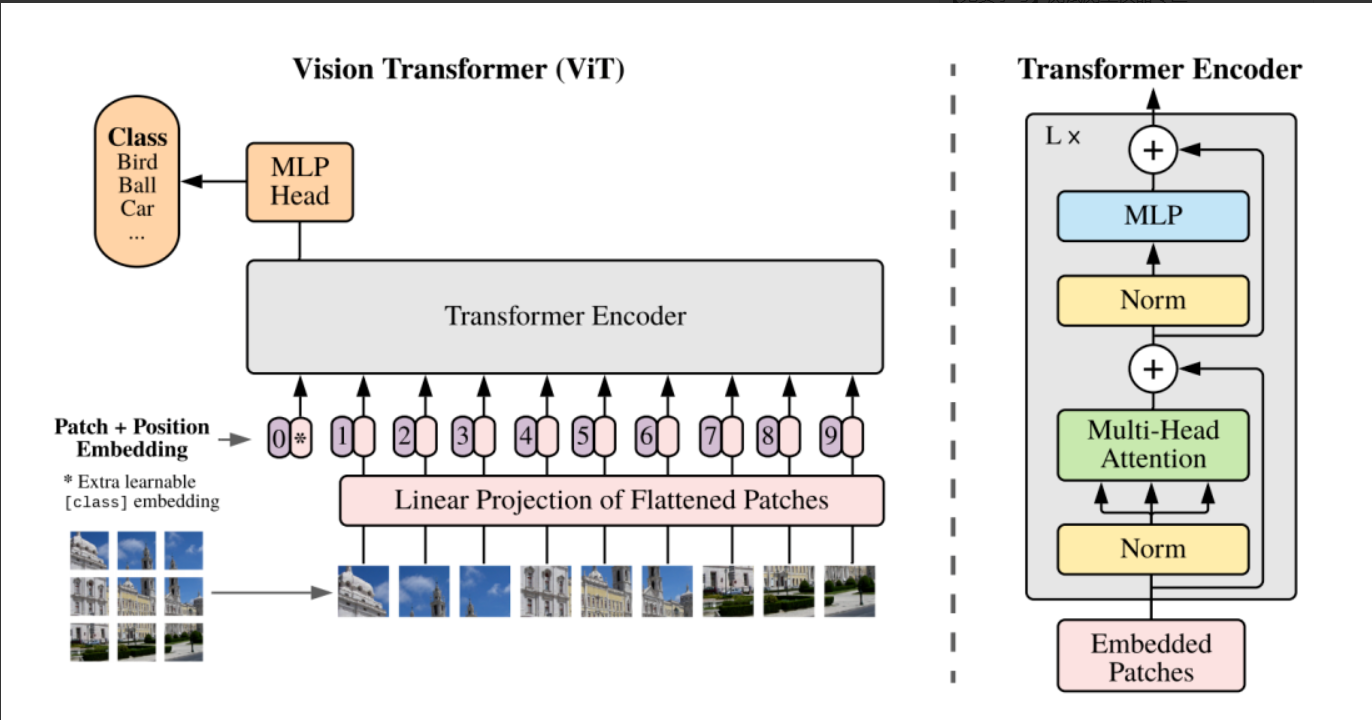 Vision Transformer (ViT)
Class
Bird
Ball
Car
...
MLP
Head
Transformer Encoder
Patch + Position
Embedding
0 * 1 2 3 4 5 6 7 8 9
* Extra learnable
[class] embedding
Linear Projection of Flattened Patches
Transformer Encoder
L x
+
MLP
Norm
+
Multi-Head
Attention
Norm
Embedded
Patches